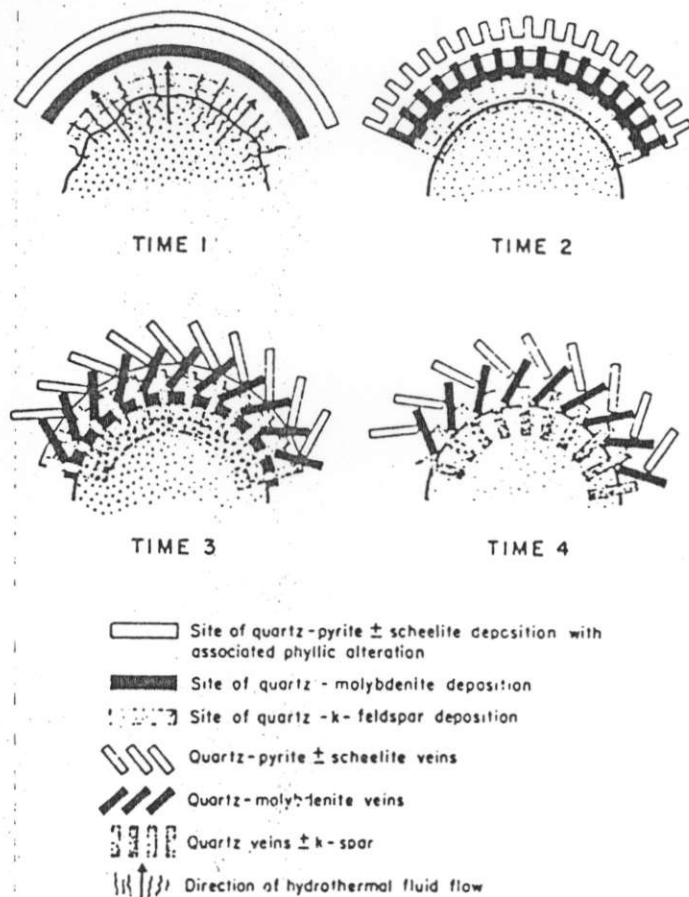 TIME 1
TIME 2
TIME 3
TIME 4
Site of quartz-pyrite ± scheelite deposition with
associated phyllic alteration
Site of quartz - molybdenite deposition
Site of quartz -k- feldspar deposition
Quartz-pyrite ± scheelite veins
Quartz-molybdenite veins
Quartz veins ± k-spar
Direction of hydrothermal fluid flow